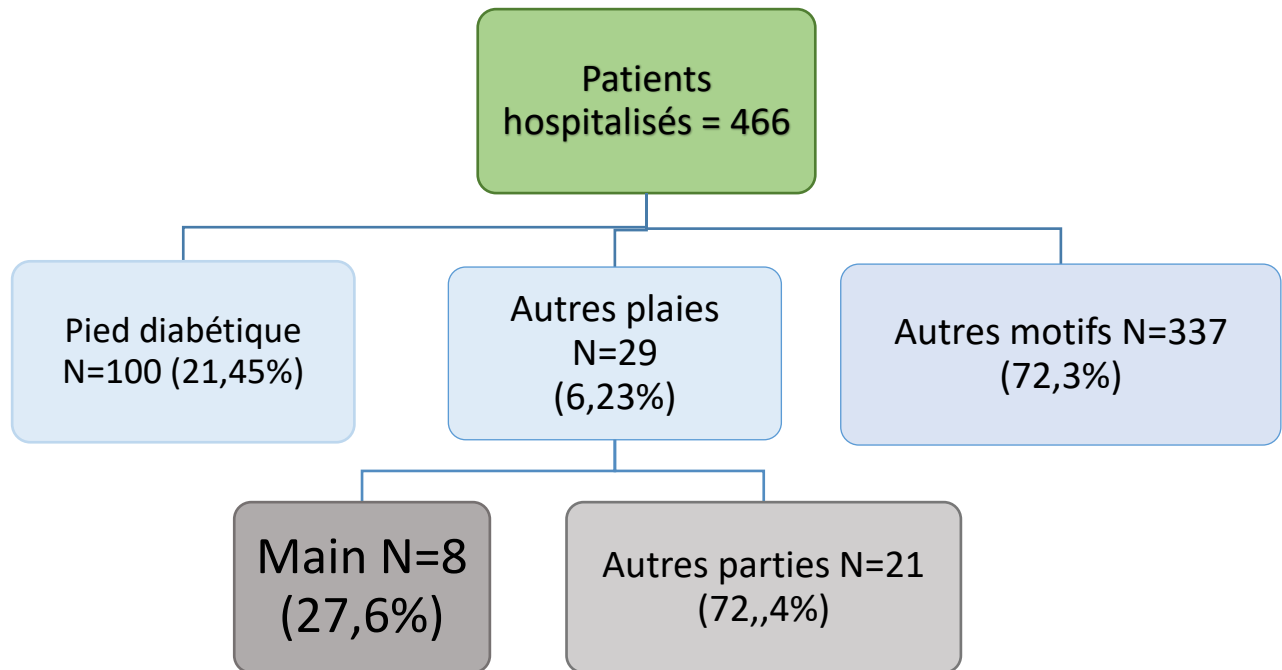 Patients
hospitalisés = 466
Pied diabétique
N=100 (21,45%)
Autres plaies
N=29
(6,23%)
Autres motifs N=337
(72,3%)
Main N=8
(27,6%)
Autres parties N=21
(72,,4%)